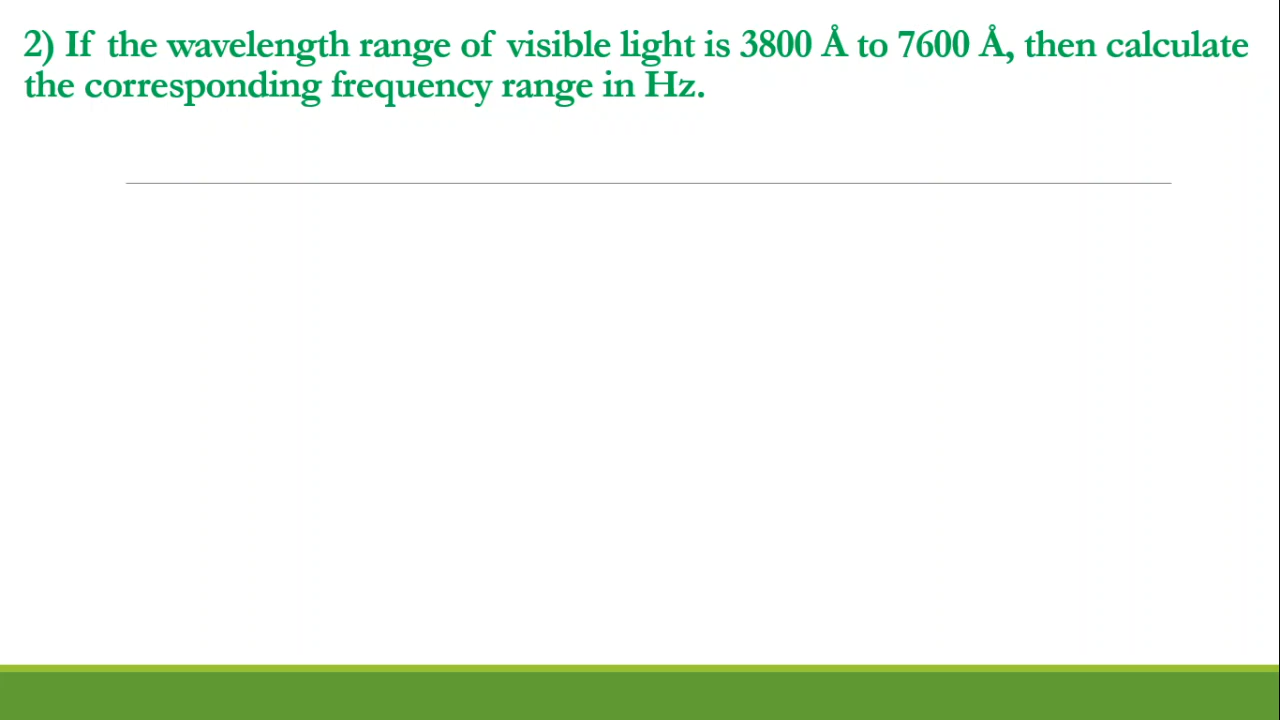 2) If the wavelength range of visible light is 3800 Å to 7600 Å, then calculate
the corresponding frequency range in Hz.